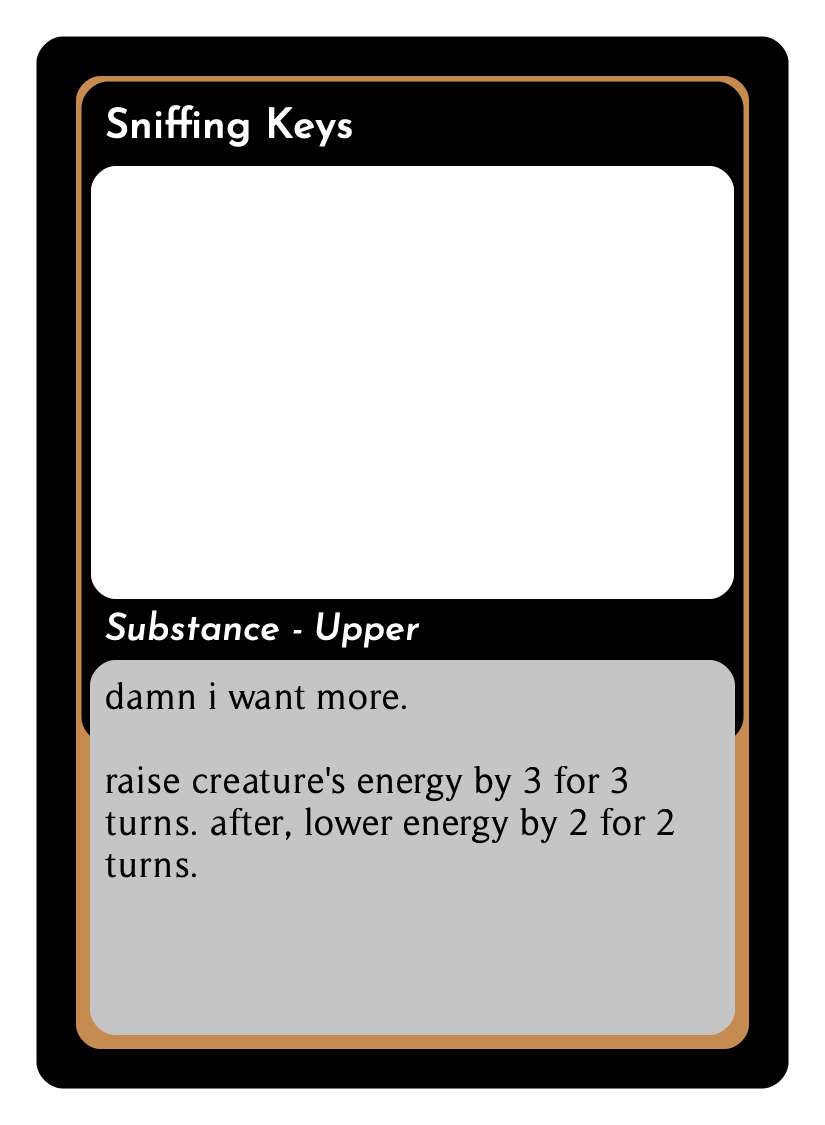 Sniffing Keys
Substance - Upper
damn i want more.
raise creature's energy by 3 for 3
turns. after, lower energy by 2 for 2
turns.